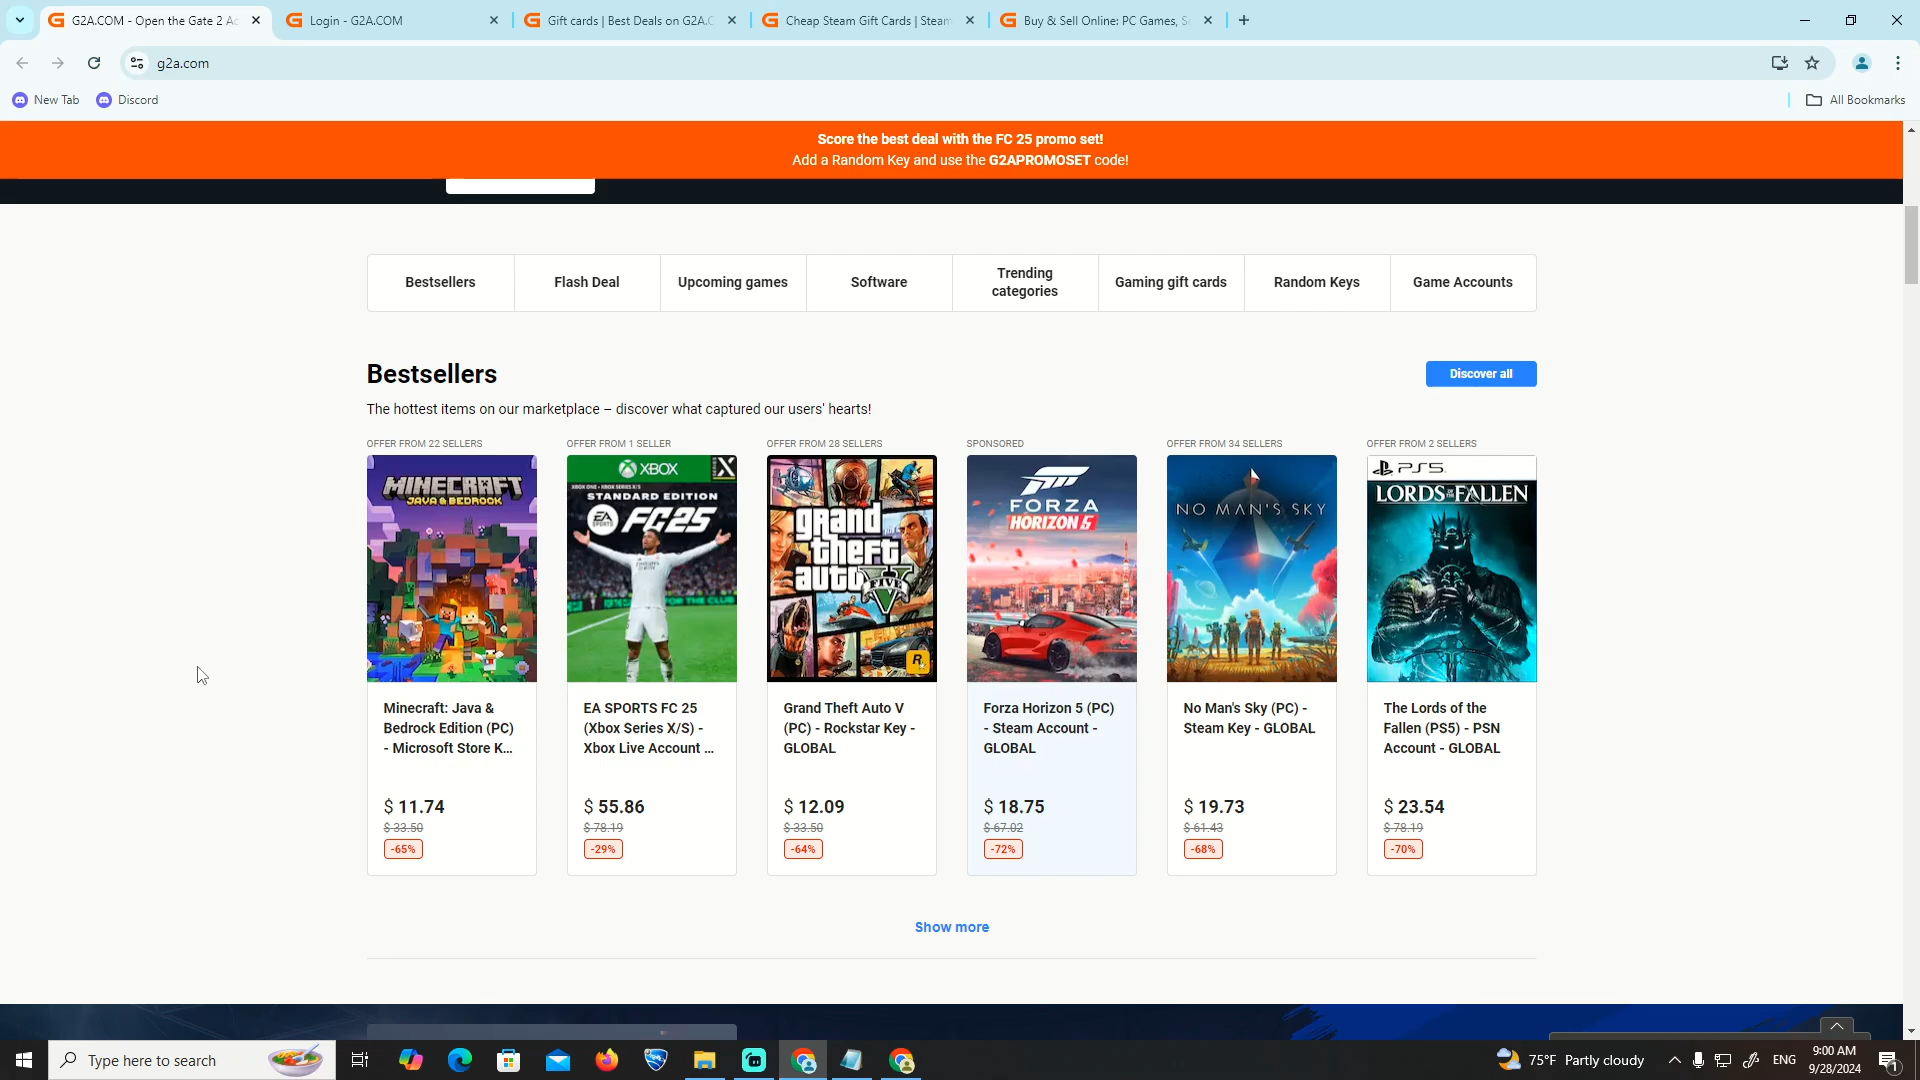 G2A.COM - Open the Gate 2 Ac
Login - G2A.COM
Gift cards | Best Deals on G2A.C
Cheap Steam Gift Cards | Steam
Buy & Sell Online: PC Games, So
g2a.com
New Tab
Discord
All Bookmarks
Score the best deal with the FC 25 promo set!
Add a Random Key and use the G2APROMOSET code!
Bestsellers
Flash Deal
Upcoming games
Software
Trending
categories
Gaming gift cards
Random Keys
Game Accounts
Bestsellers
Discover all
The hottest items on our marketplace – discover what captured our users' hearts!
OFFER FROM 22 SELLERS
OFFER FROM 1 SELLER
OFFER FROM 28 SELLERS
SPONSORED
OFFER FROM 34 SELLERS
OFFER FROM 2 SELLERS
MINECRAFT
JAVA & BEDROCK
XBOX
XBOX ONE • XBOX SERIES X/S
STANDARD EDITION
EA SPORTS FC 25
grand
theft
auto V
FIVE
FORZA
HORIZON 5
NO MAN'S SKY
PS5
LORDS OF THE FALLEN
Minecraft: Java &
Bedrock Edition (PC)
- Microsoft Store K...
EA SPORTS FC 25
(Xbox Series X/S) -
Xbox Live Account ...
Grand Theft Auto V
(PC) - Rockstar Key -
GLOBAL
Forza Horizon 5 (PC)
- Steam Account -
GLOBAL
No Man's Sky (PC) -
Steam Key - GLOBAL
The Lords of the
Fallen (PS5) - PSN
Account - GLOBAL
$ 11.74
$ 33.50
-65%
$ 55.86
$ 78.19
-29%
$ 12.09
$ 33.50
-64%
$ 18.75
$ 67.02
-72%
$ 19.73
$ 61.43
-68%
$ 23.54
$ 78.19
-70%
Show more
Type here to search
75°F Partly cloudy
ENG
9:00 AM
9/28/2024
1